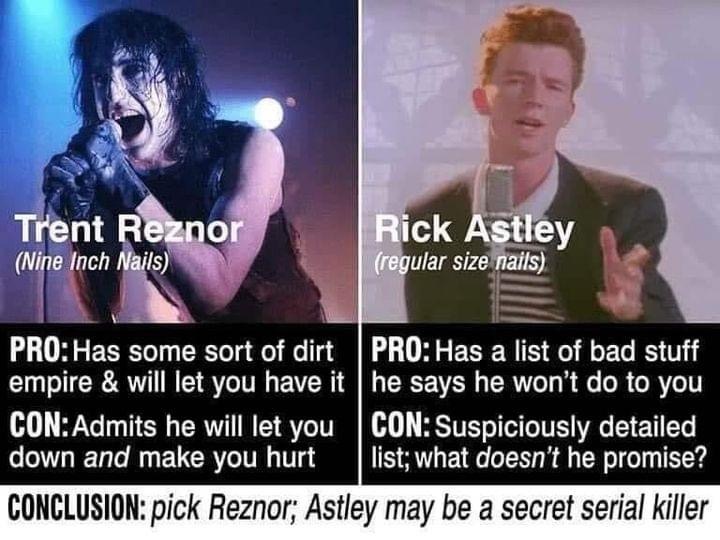 Trent Reznor
(Nine Inch Nails)
PRO: Has some sort of dirt
empire & will let you have it
CON: Admits he will let you
down and make you hurt
Rick Astley
(regular size nails)
PRO: Has a list of bad stuff
he says he won't do to you
CON: Suspiciously detailed
list; what doesn't he promise?
CONCLUSION: pick Reznor; Astley may be a secret serial killer